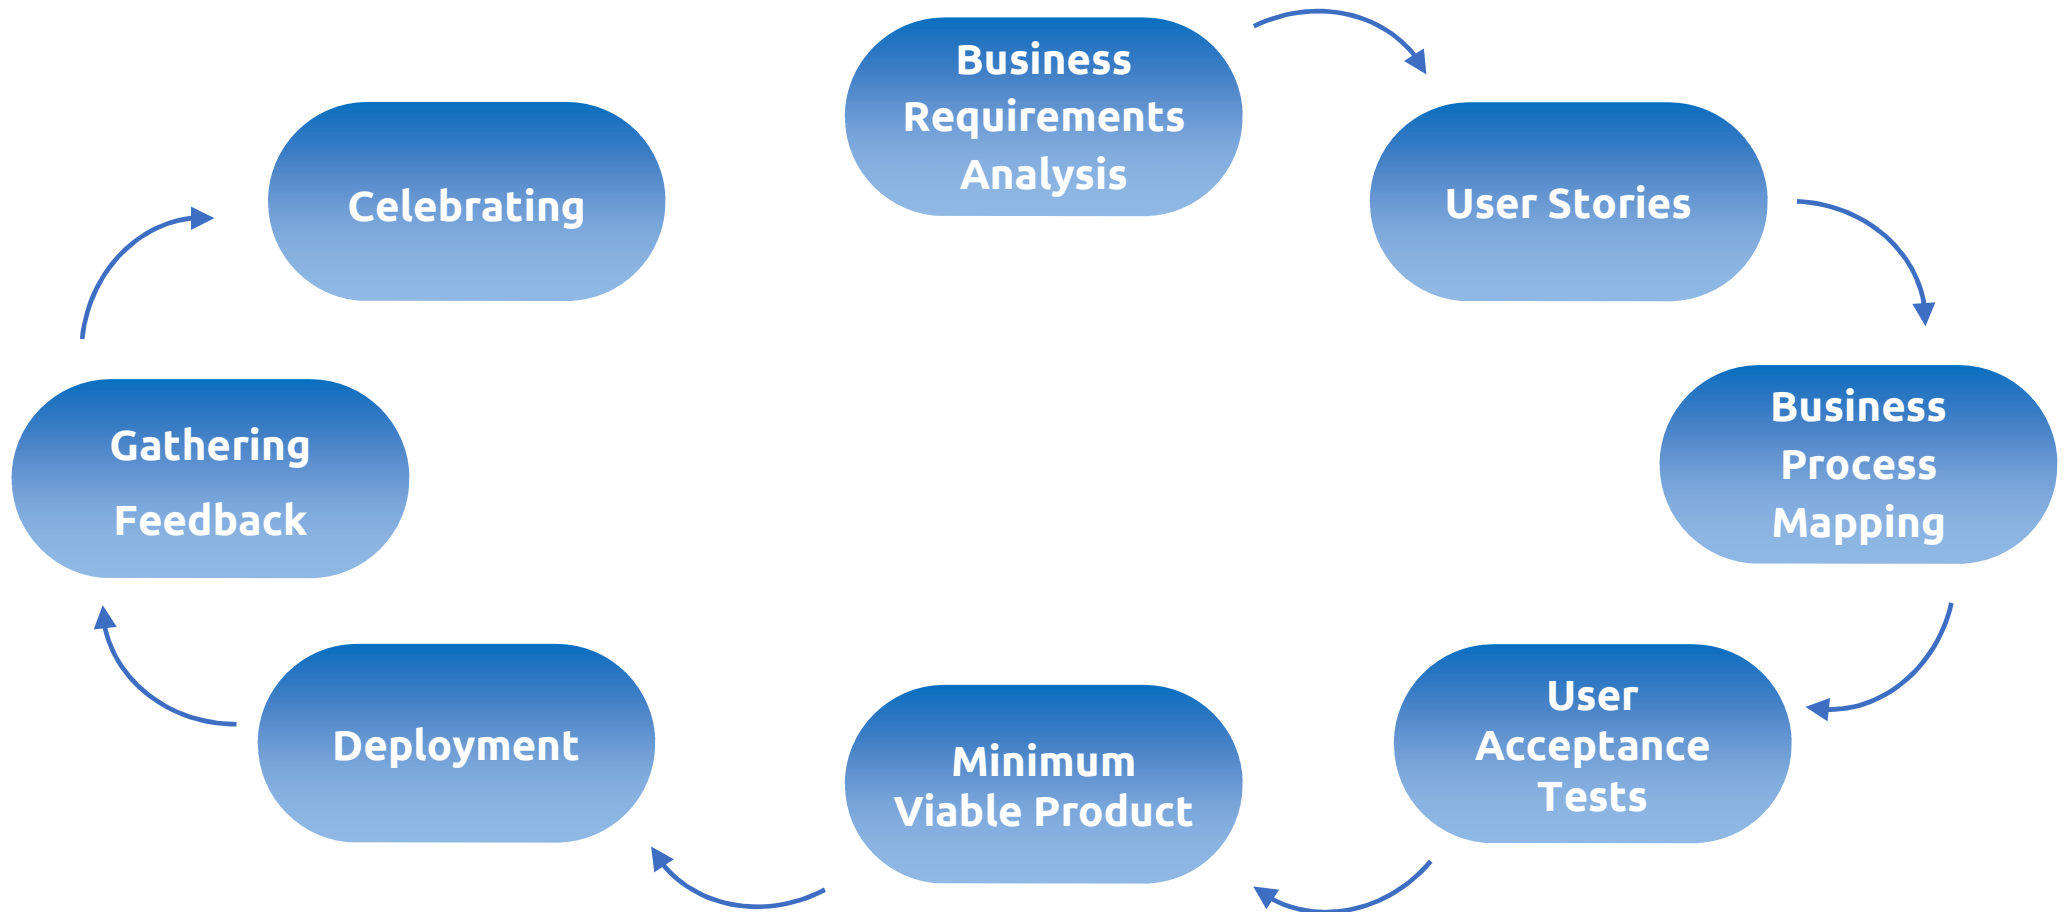 Business
Requirements
Analysis
User Stories
Business
Process
Mapping
User
Acceptance
Tests
Minimum
Viable Product
Deployment
Gathering
Feedback
Celebrating